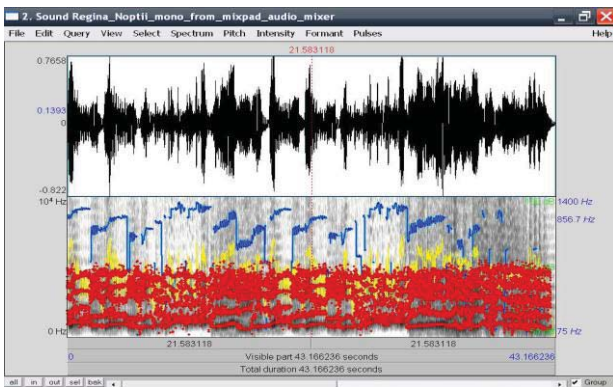 2. Sound Regina_Noptii_mono_from_mixpad_audio_mixer
File Edit Query View Select Spectrum Pitch Intensity Formant Pulses Help
21.583118
0.7658
0.1393
0
-0.822
10⁴ Hz
1400 Hz
856.7 Hz
0 Hz
75 Hz
21.583118 21.583118
0 Visible part 43.166236 seconds 43.166236
Total duration 43.166236 seconds
all in out sel bak Group